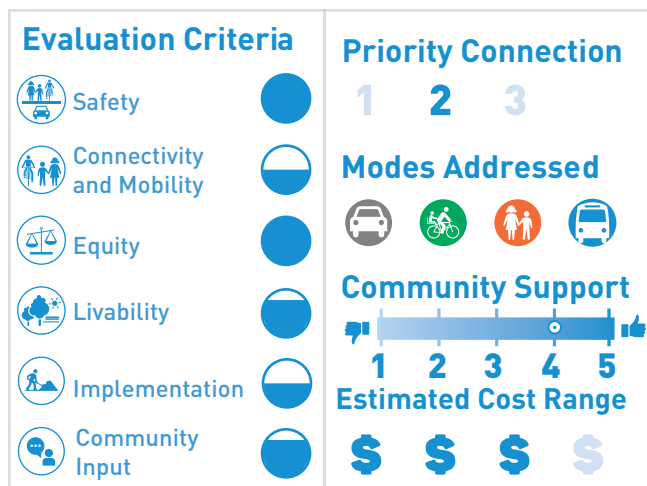 Evaluation Criteria
Safety
Connectivity
and Mobility
Equity
Livability
Implementation
Community
Input
Priority Connection
1 2 3
Modes Addressed
Community Support
1 2 3 4 5
Estimated Cost Range
$ $ $ $